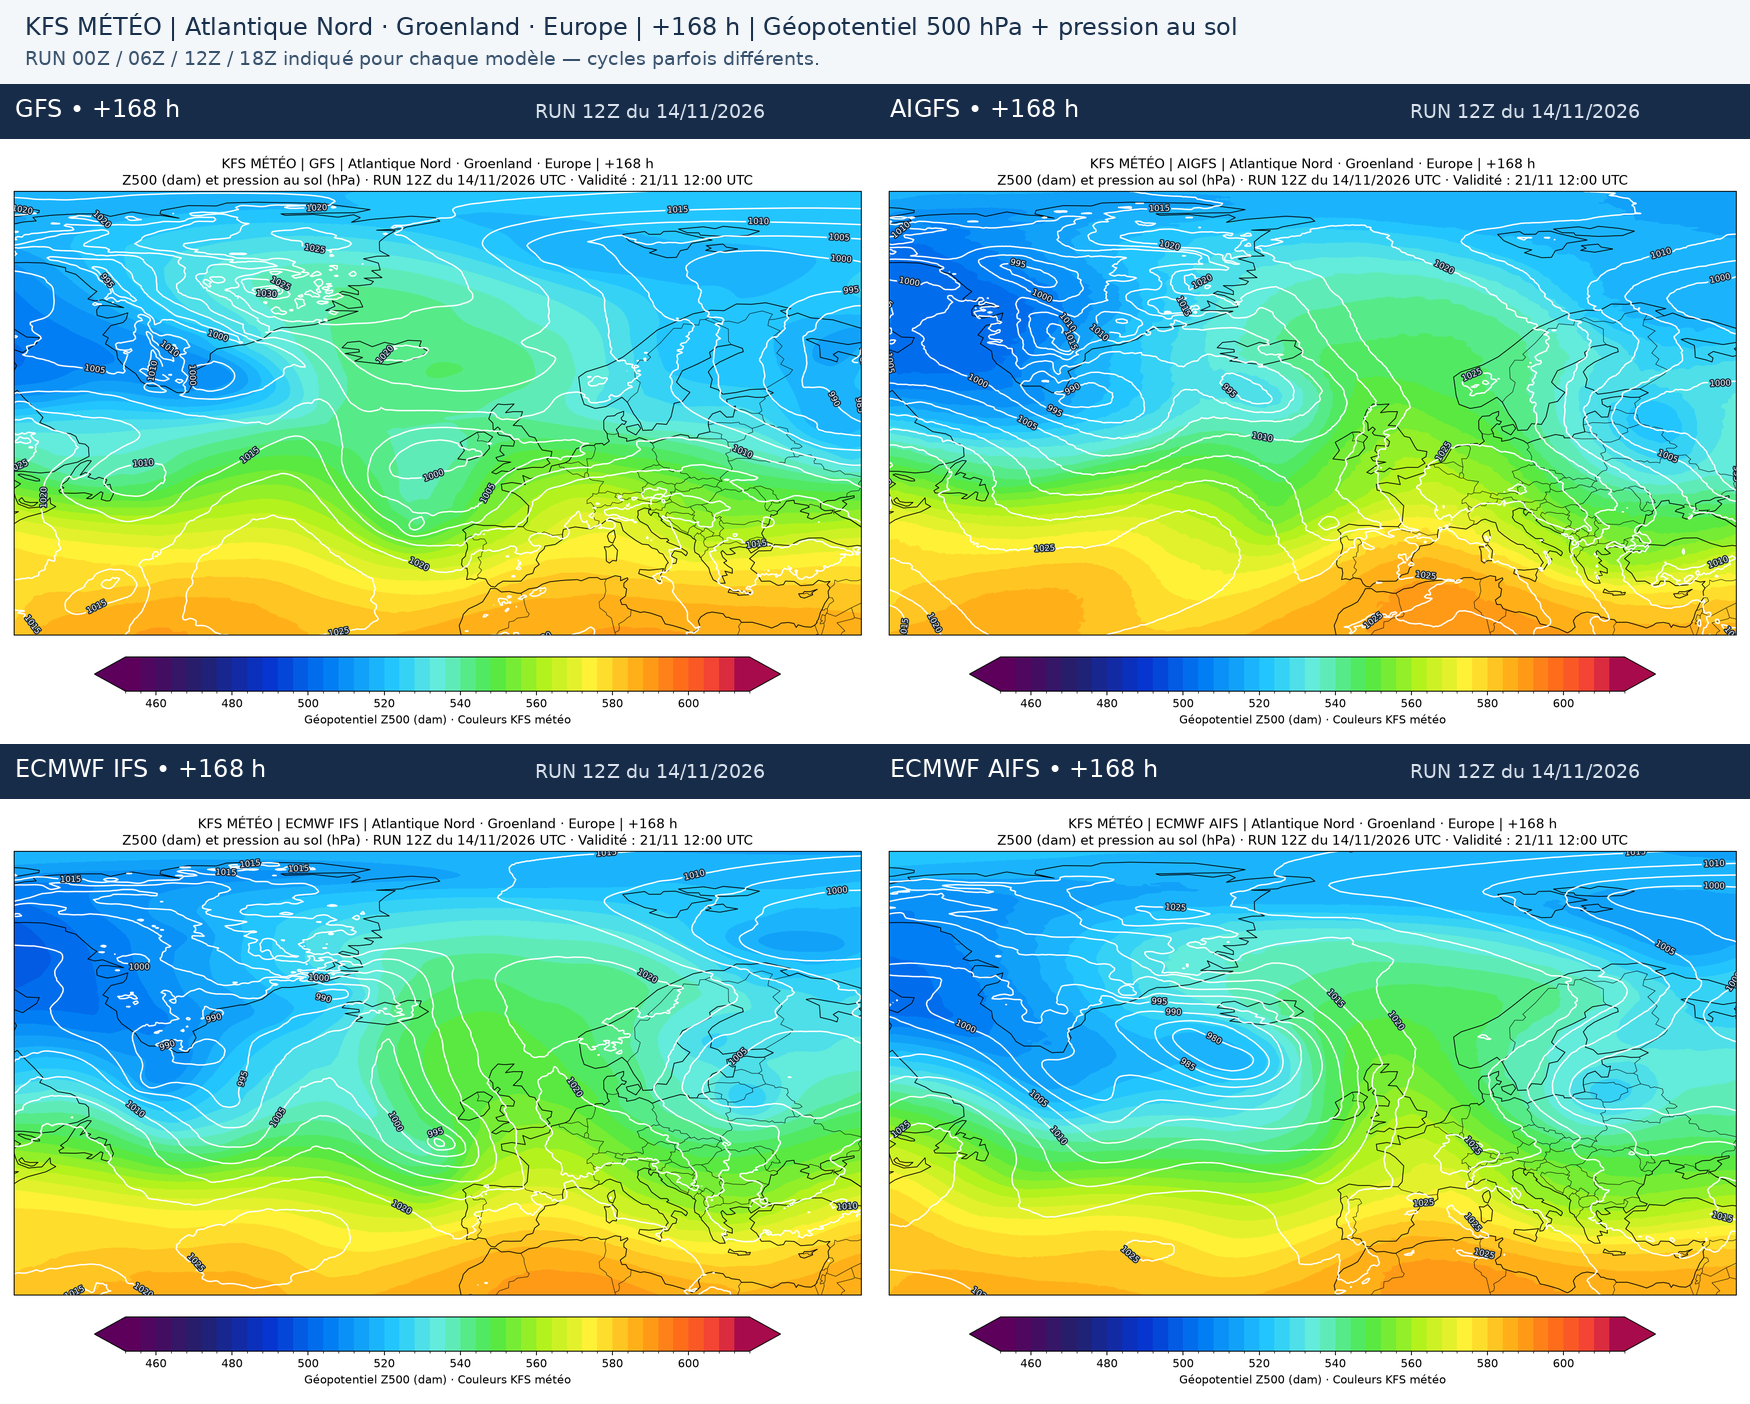 KFS MÉTÉO | Atlantique Nord · Groenland · Europe | +168 h | Géopotentiel 500 hPa + pression au sol
RUN 00Z / 06Z / 12Z / 18Z indiqué pour chaque modèle — cycles parfois différents.
GFS • +168 h
RUN 12Z du 14/11/2026
KFS MÉTÉO | GFS | Atlantique Nord · Groenland · Europe | +168 h
Z500 (dam) et pression au sol (hPa) · RUN 12Z du 14/11/2026 UTC · Validité : 21/11 12:00 UTC
460 480 500 520 540 560 580 600
Géopotentiel Z500 (dam) · Couleurs KFS météo
AIGFS • +168 h
RUN 12Z du 14/11/2026
KFS MÉTÉO | AIGFS | Atlantique Nord · Groenland · Europe | +168 h
Z500 (dam) et pression au sol (hPa) · RUN 12Z du 14/11/2026 UTC · Validité : 21/11 12:00 UTC
460 480 500 520 540 560 580 600
Géopotentiel Z500 (dam) · Couleurs KFS météo
ECMWF IFS • +168 h
RUN 12Z du 14/11/2026
KFS MÉTÉO | ECMWF IFS | Atlantique Nord · Groenland · Europe | +168 h
Z500 (dam) et pression au sol (hPa) · RUN 12Z du 14/11/2026 UTC · Validité : 21/11 12:00 UTC
460 480 500 520 540 560 580 600
Géopotentiel Z500 (dam) · Couleurs KFS météo
ECMWF AIFS • +168 h
RUN 12Z du 14/11/2026
KFS MÉTÉO | ECMWF AIFS | Atlantique Nord · Groenland · Europe | +168 h
Z500 (dam) et pression au sol (hPa) · RUN 12Z du 14/11/2026 UTC · Validité : 21/11 12:00 UTC
460 480 500 520 540 560 580 600
Géopotentiel Z500 (dam) · Couleurs KFS météo